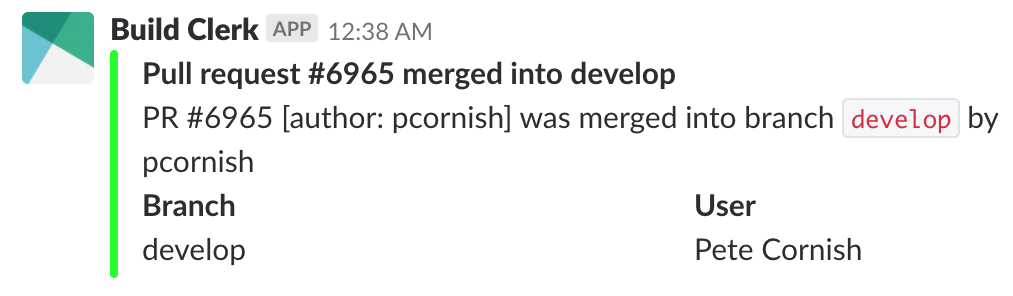 Build Clerk APP 12:38 AM
Pull request #6965 merged into develop
PR #6965 [author: pcornish] was merged into branch develop by
pcornish
Branch User
develop Pete Cornish